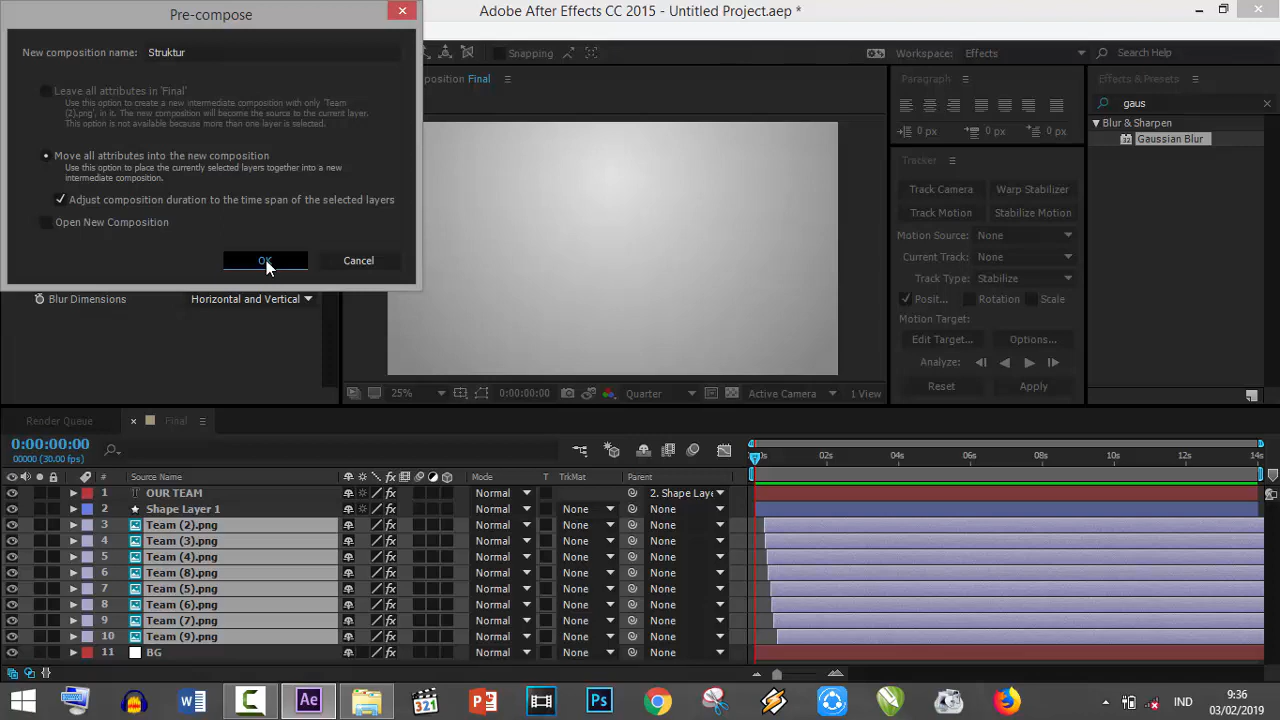 Pre-compose
Adobe After Effects CC 2015 - Untitled Project.aep *
New composition name: Struktur
Leave all attributes in 'Final'
Use this option to create a new intermediate composition with only 'Team
(2).png', in it. The new composition will become the source to the current layer.
This option is not available because more than one layer is selected.
Move all attributes into the new composition
Use this option to place the currently selected layers together into a new
intermediate composition.
Adjust composition duration to the time span of the selected layers
Open New Composition
OK
Cancel
Blur Dimensions
Horizontal and Vertical
Snapping
Workspace: Effects
Search Help
position Final
Paragraph
0 px
0 px
0 px
Tracker
Track Camera
Warp Stabilizer
Track Motion
Stabilize Motion
Motion Source: None
Current Track: None
Track Type: Stabilize
Posit...
Rotation
Scale
Motion Target:
Edit Target...
Options...
Analyze:
Reset
Apply
Effects & Presets
gaus
Blur & Sharpen
32
Gaussian Blur
25%
0:00:00:00
Quarter
Active Camera
1 View
Render Queue
Final
0:00:00:00
00000 (30.00 fps)
02s
04s
06s
08s
10s
12s
14s
# Source Name Mode T TrkMat Parent
1 OUR TEAM Normal 2. Shape Laye
2 Shape Layer 1 Normal None None
3 Team (2).png Normal None None
4 Team (3).png Normal None None
5 Team (4).png Normal None None
6 Team (8).png Normal None None
7 Team (5).png Normal None None
8 Team (6).png Normal None None
9 Team (7).png Normal None None
10 Team (9).png Normal None None
11 BG Normal None None
W
C
Ae
321
P
Ps
IND
9:36
03/02/2019